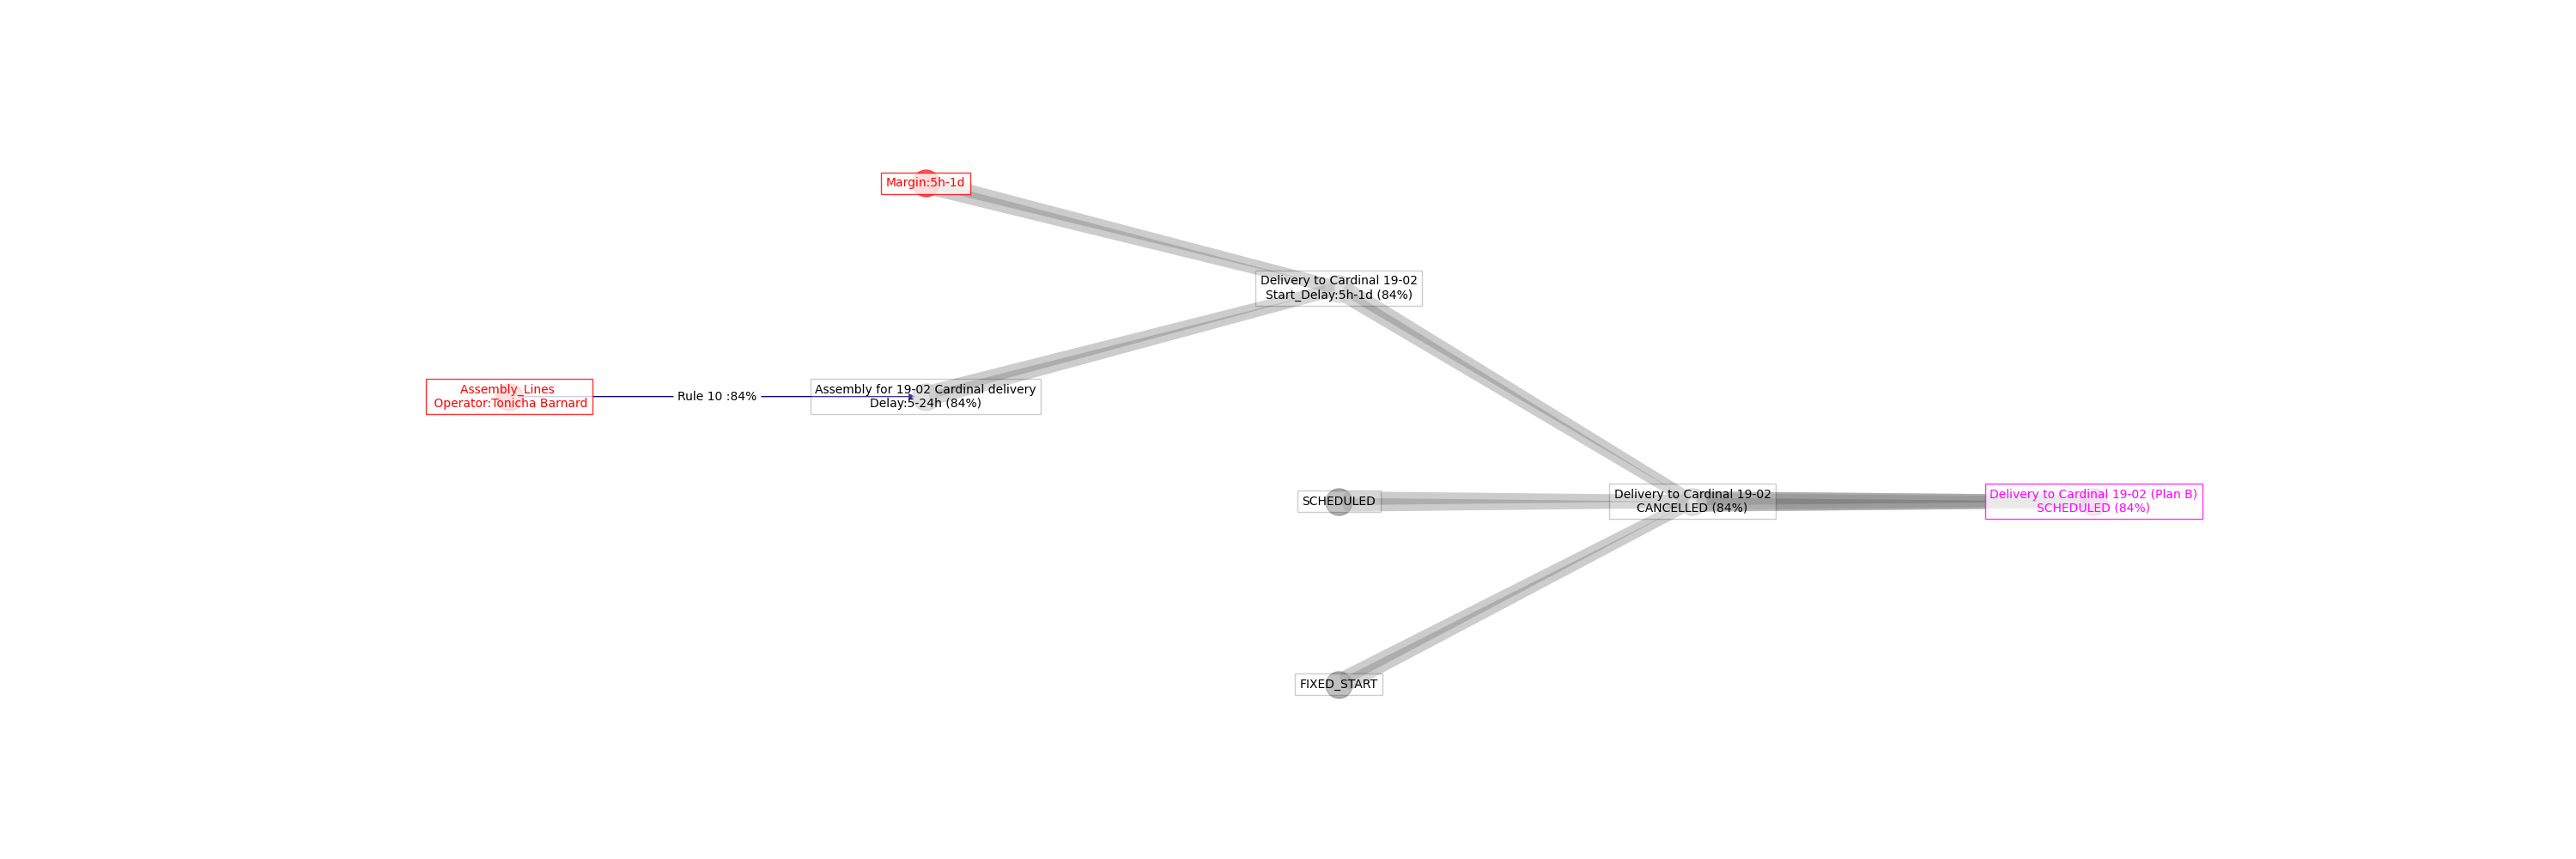 Margin:5h-1d
Delivery to Cardinal 19-02
Start_Delay:5h-1d (84%)
Assembly_Lines
Operator:Tonicha Barnard
Rule 10 :84%
Assembly for 19-02 Cardinal delivery
Delay:5-24h (84%)
SCHEDULED
Delivery to Cardinal 19-02
CANCELLED (84%)
Delivery to Cardinal 19-02 (Plan B)
SCHEDULED (84%)
FIXED_START